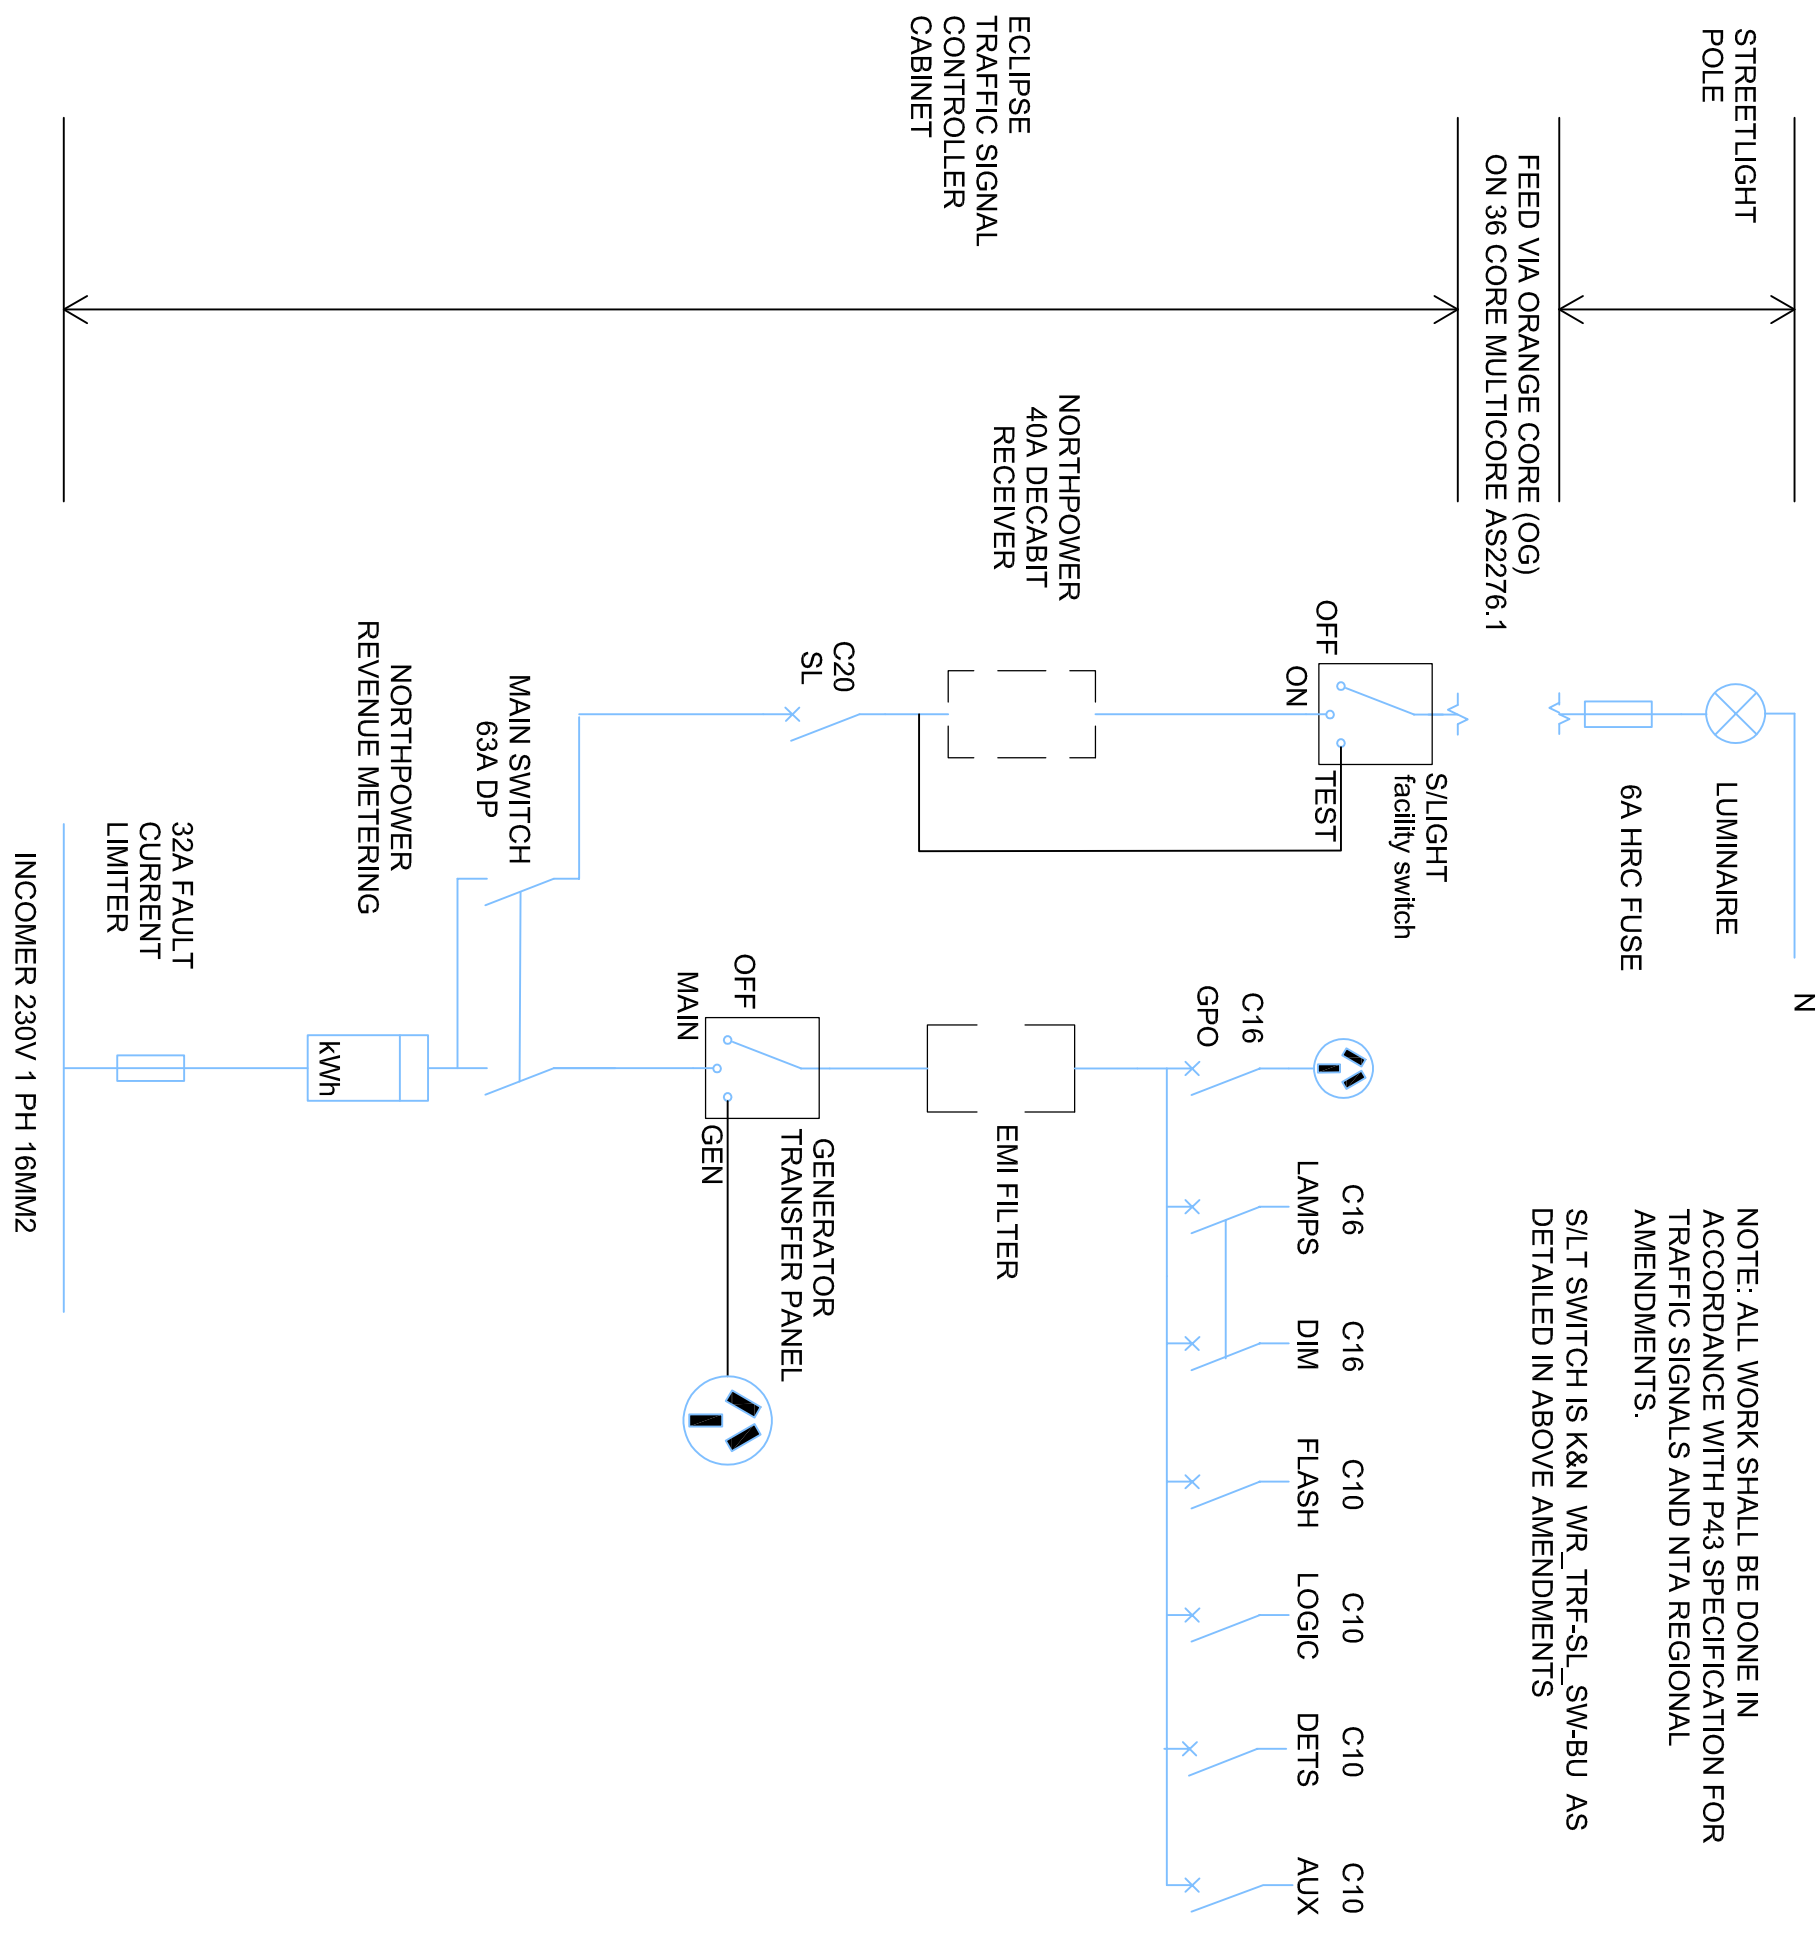 N
STREETLIGHT
POLE
LUMINAIRE
6A HRC FUSE
NOTE: ALL WORK SHALL BE DONE IN
ACCORDANCE WITH P43 SPECIFICATION FOR
TRAFFIC SIGNALS AND NTA REGIONAL
AMENDMENTS.
S/LT SWITCH IS K&N WR_TRF-SL_SW-BU AS
DETAILED IN ABOVE AMENDMENTS
FEED VIA ORANGE CORE (OG)
ON 36 CORE MULTICORE AS2276.1
S/LIGHT
facility switch
OFF
ON
TEST
C16
GPO
C16
LAMPS
C16
DIM
C10
FLASH
C10
LOGIC
C10
DETS
C10
AUX
ECLIPSE
TRAFFIC SIGNAL
CONTROLLER
CABINET
NORTHPOWER
40A DECABIT
RECEIVER
EMI FILTER
C20
SL
GENERATOR
TRANSFER PANEL
OFF
MAIN
GEN
MAIN SWITCH
63A DP
NORTHPOWER
REVENUE METERING
kWh
32A FAULT
CURRENT
LIMITER
INCOMER 230V 1 PH 16MM2